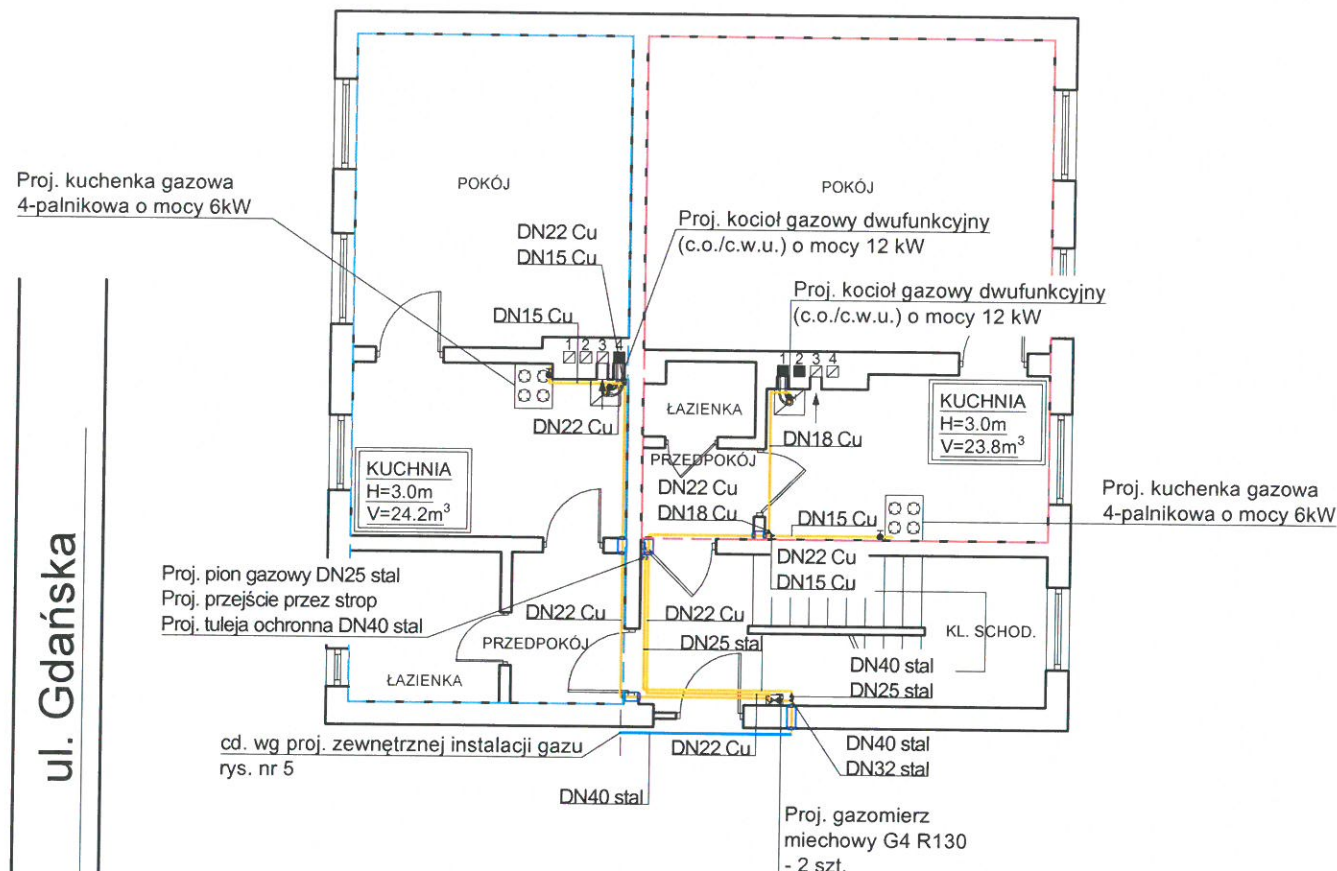 Proj. kuchenka gazowa
4-palnikowa o mocy 6kW
POKÓJ
POKÓJ
DN22 Cu
DN15 Cu
Proj. kocioł gazowy dwufunkcyjny
(c.o./c.w.u.) o mocy 12 kW
Proj. kocioł gazowy dwufunkcyjny
(c.o./c.w.u.) o mocy 12 kW
DN15 Cu
1 2 3 4
1 2 3 4
ŁAZIENKA
KUCHNIA
H=3.0m
V=23.8m³
DN22 Cu
DN18 Cu
PRZEDPOKÓJ
KUCHNIA
H=3.0m
V=24.2m³
DN22 Cu
DN18 Cu
DN15 Cu
Proj. kuchenka gazowa
4-palnikowa o mocy 6kW
DN22 Cu
DN15 Cu
Proj. pion gazowy DN25 stal
Proj. przejście przez strop
Proj. tuleja ochronna DN40 stal
DN22 Cu
DN22 Cu
PRZEDPOKÓJ
DN25 stal
KL. SCHOD.
DN40 stal
DN25 stal
ŁAZIENKA
ul. Gdańska
cd. wg proj. zewnętrznej instalacji gazu
rys. nr 5
DN22 Cu
DN40 stal
DN32 stal
DN40 stal
Proj. gazomierz
miechowy G4 R130
- 2 szt.